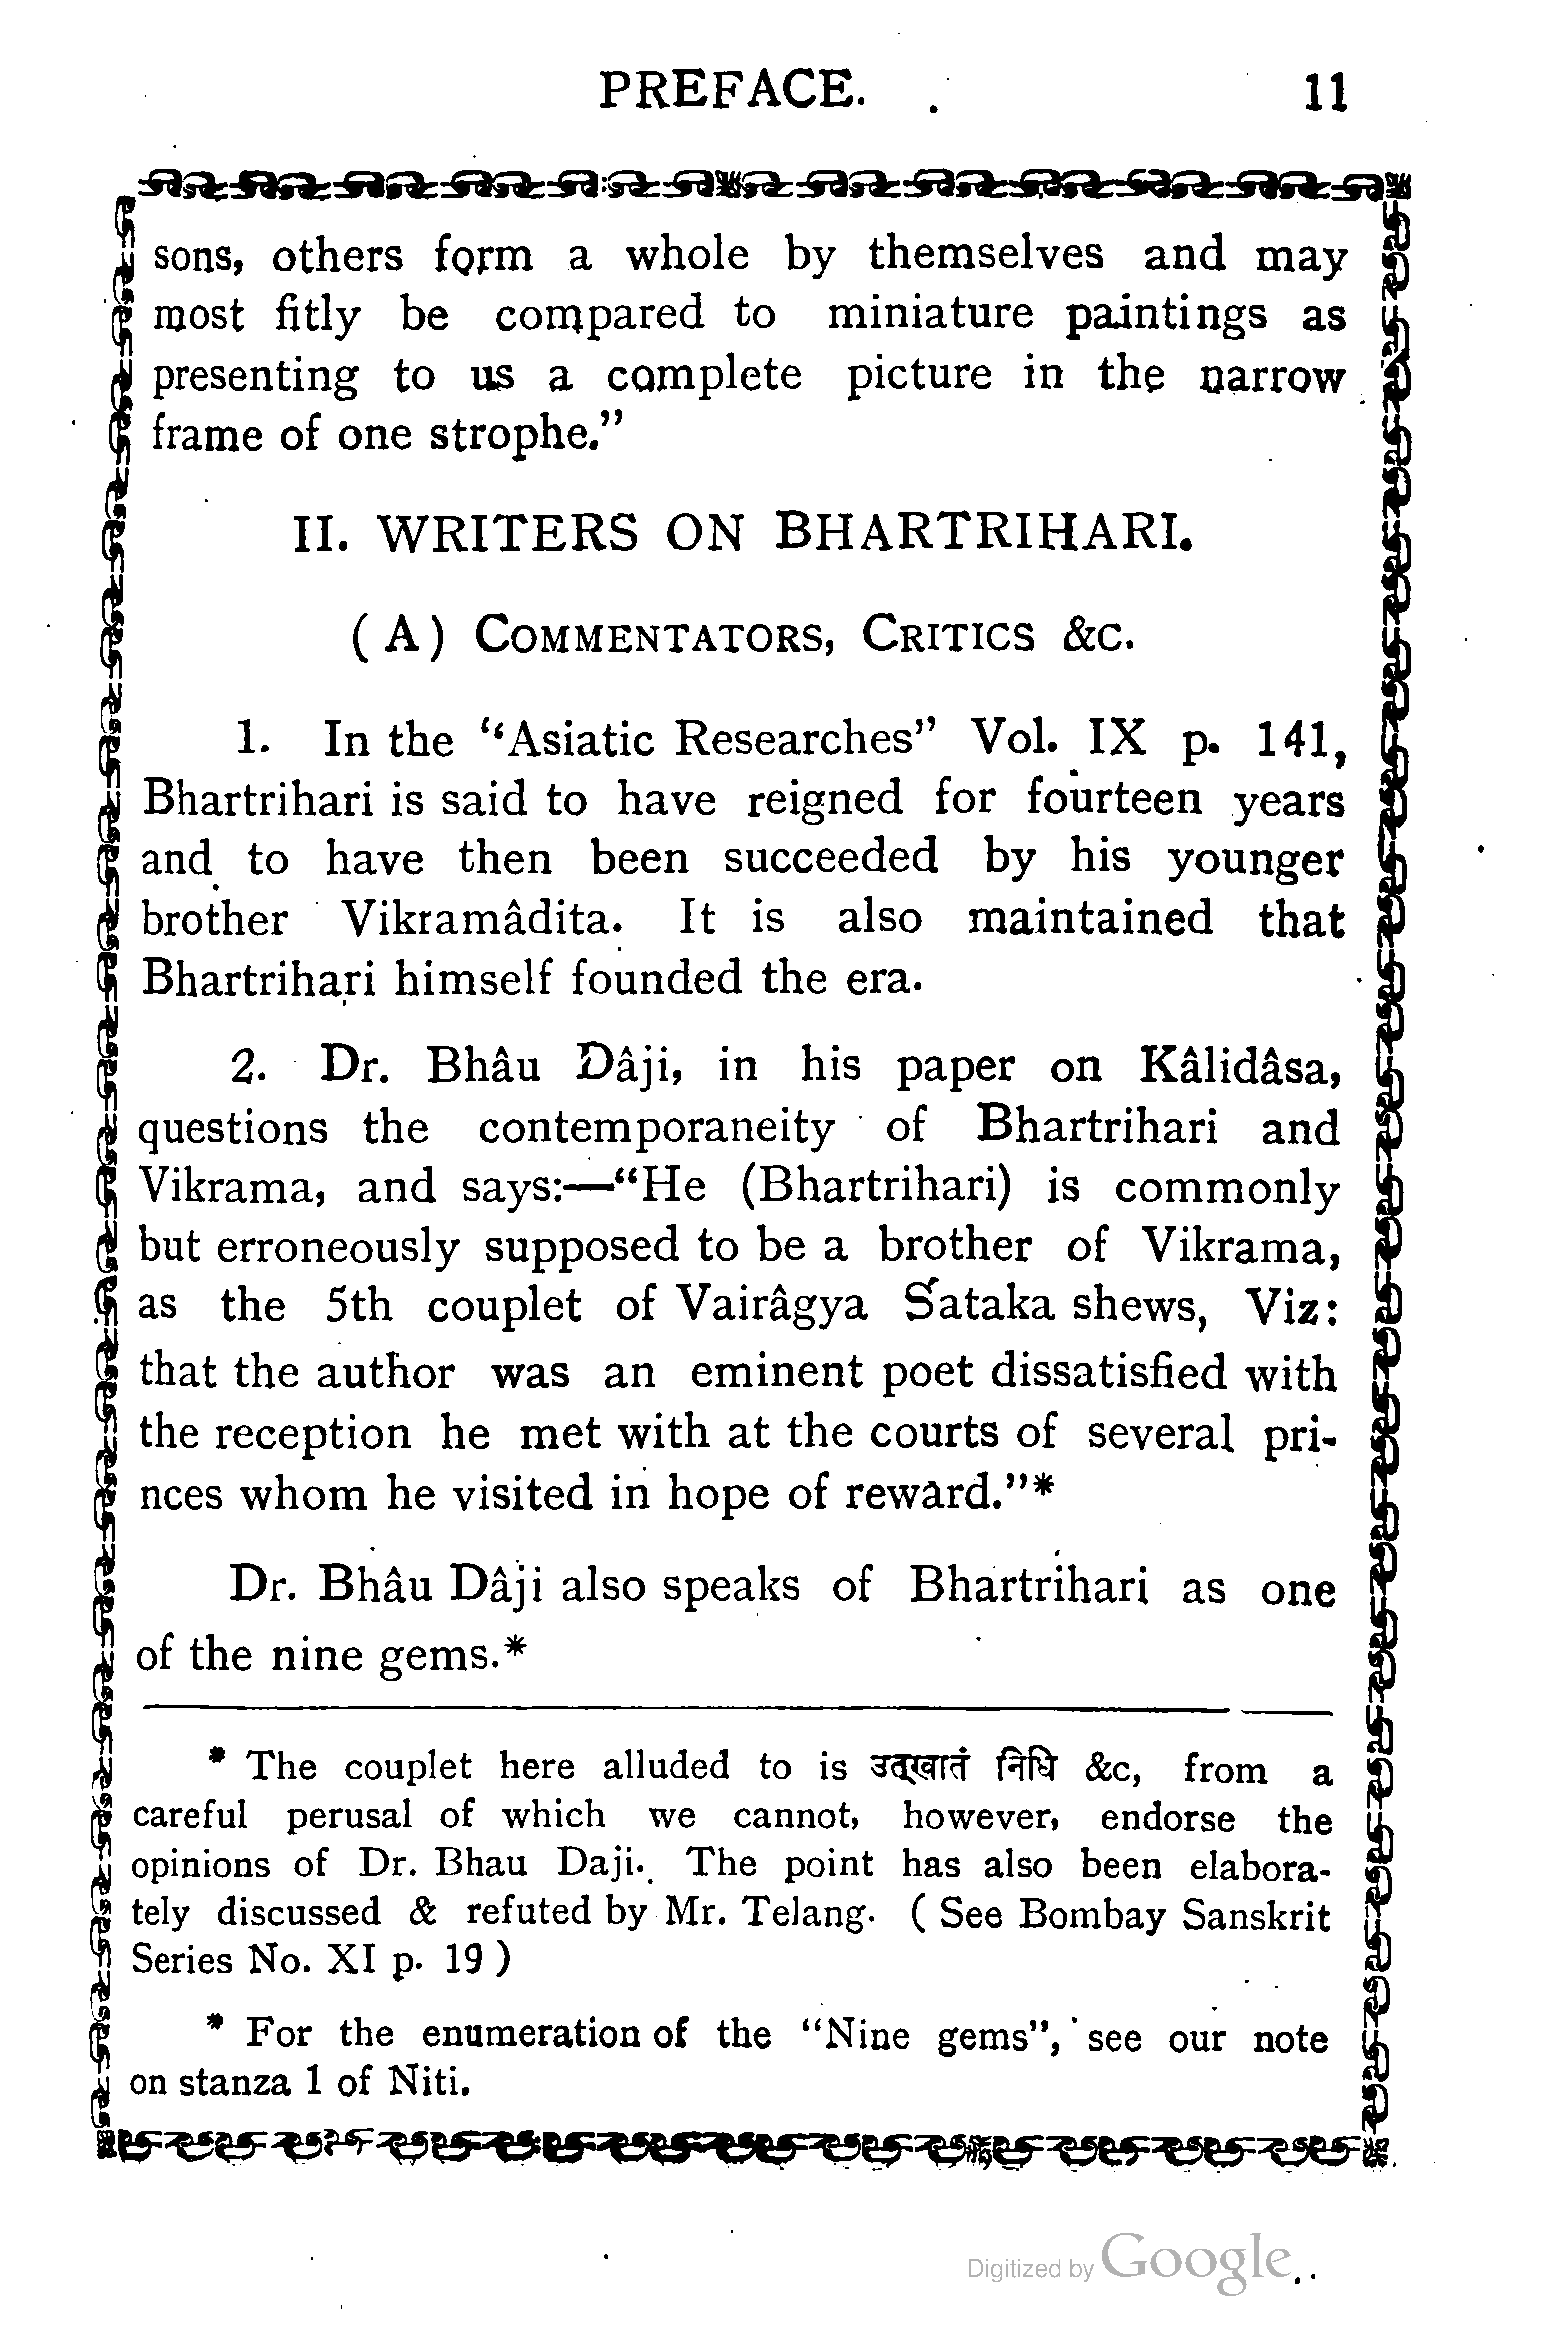 PREFACE. 11
sons, others form a whole by themselves and may
most fitly be compared to miniature paintings as
presenting to us a complete picture in the narrow
frame of one strophe."
II. WRITERS ON BHARTRIHARI.
( A ) COMMENTATORS, CRITICS &C.
1. In the "Asiatic Researches" Vol. IX p. 141,
Bhartrihari is said to have reigned for fourteen years
and to have then been succeeded by his younger
brother Vikramâdita. It is also maintained that
Bhartrihari himself founded the era.
2. Dr. Bhâu Dâji, in his paper on Kâlidâsa,
questions the contemporaneity of Bhartrihari and
Vikrama, and says:—"He (Bhartrihari) is commonly
but erroneously supposed to be a brother of Vikrama,
as the 5th couplet of Vairâgya Śataka shews, Viz:
that the author was an eminent poet dissatisfied with
the reception he met with at the courts of several pri-
nces whom he visited in hope of reward."*
Dr. Bhâu Dâji also speaks of Bhartrihari as one
of the nine gems.*
* The couplet here alluded to is उत्खातं निधि &c, from a
careful perusal of which we cannot, however, endorse the
opinions of Dr. Bhau Daji. The point has also been elabora-
tely discussed & refuted by Mr. Telang. ( See Bombay Sanskrit
Series No. XI p. 19 )
* For the enumeration of the "Nine gems", see our note
on stanza 1 of Niti.
Digitized by Google